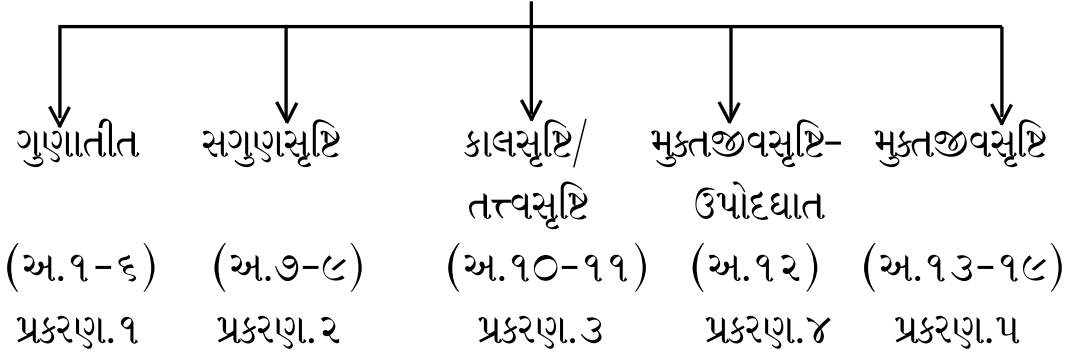 ગુણાતીત સગુણસૃષ્ટિ કાલસૃષ્ટિ/ મુક્તજીવસૃષ્ટિ- મુક્તજીવસૃષ્ટિ
તત્ત્વસૃષ્ટિ ઉપોદઘાત
(અ.૧-૬) (અ.૭-૯) (અ.૧૦-૧૧) (અ.૧૨) (અ.૧૩-૧૯)
પ્રકરણ.૧ પ્રકરણ.૨ પ્રકરણ.૩ પ્રકરણ.૪ પ્રકરણ.૫